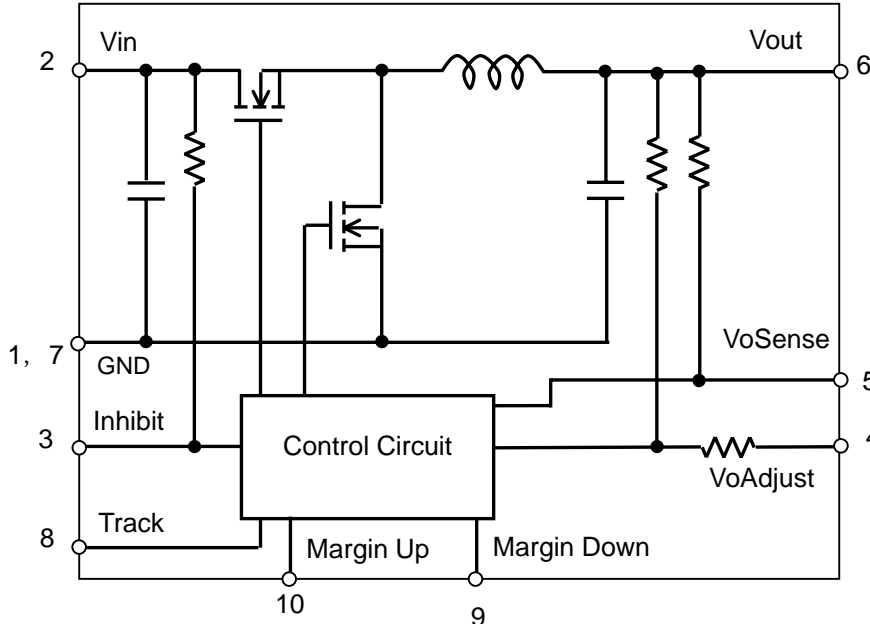 Vin
Vout
2
6
VoSense
1, 7
GND
5
Inhibit
3
Control Circuit
4
VoAdjust
Track
8
Margin Up
Margin Down
10
9